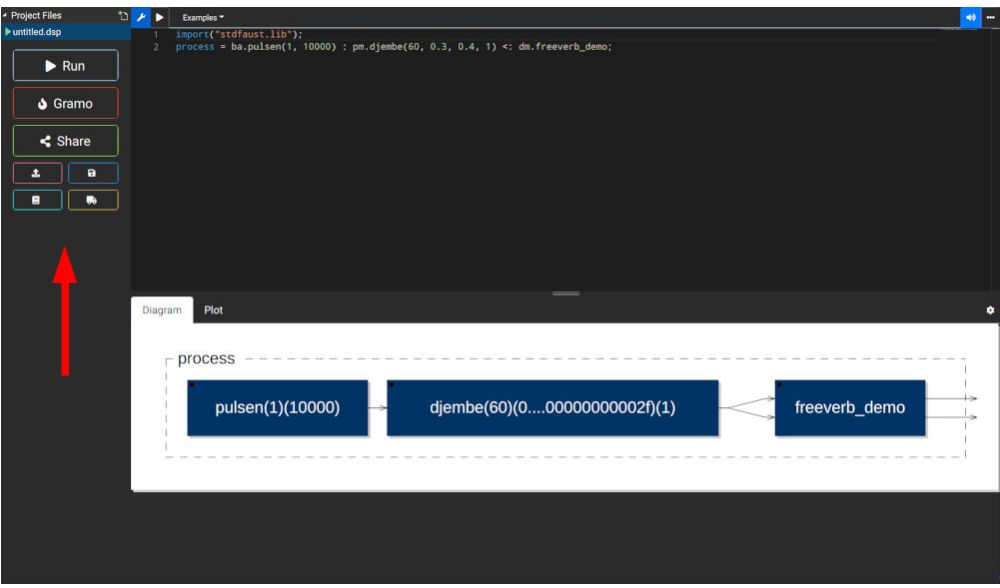 Project Files
Examples
untitled.dsp
1 import("stdfaust.lib");
2 process = ba.pulsen(1, 10000) : pm.djembe(60, 0.3, 0.4, 1) <: dm.freeverb_demo;
Run
Gramo
Share
Diagram Plot
process
pulsen(1)(10000) djembe(60)(0....00000000002f)(1) freeverb_demo